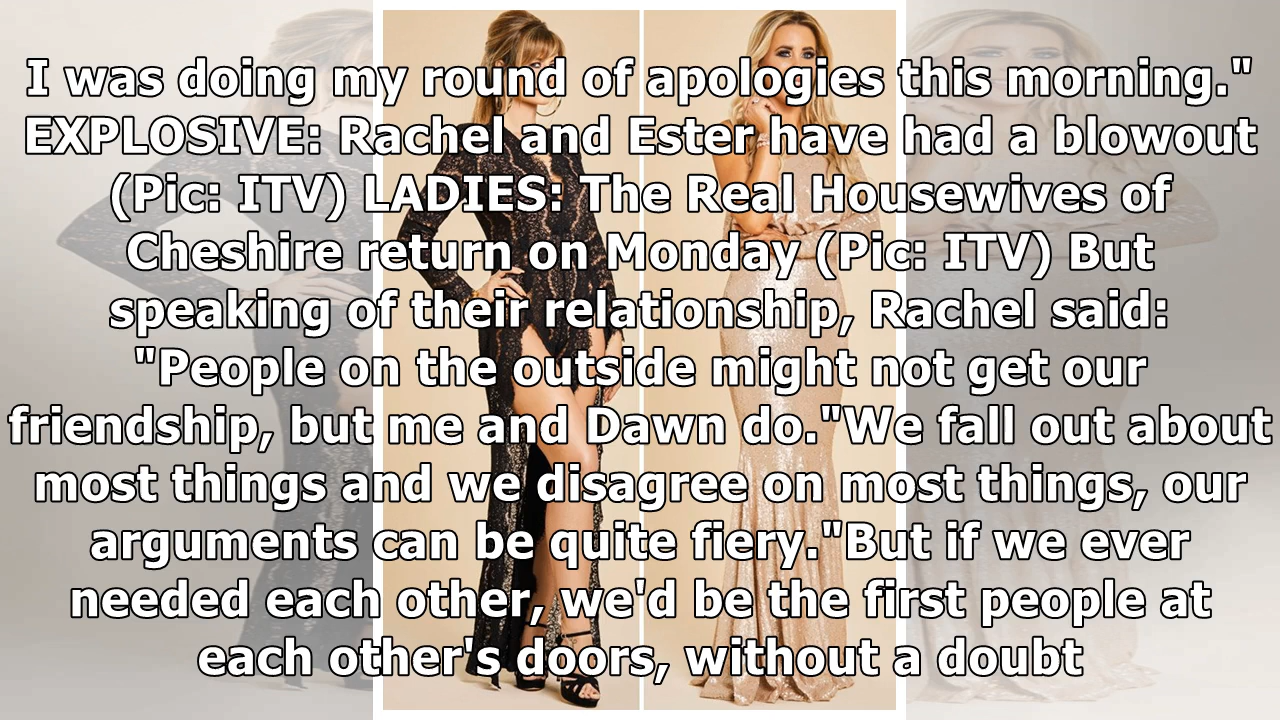 I was doing my round of apologies this morning."
EXPLOSIVE: Rachel and Ester have had a blowout
(Pic: ITV) LADIES: The Real Housewives of
Cheshire return on Monday (Pic: ITV) But
speaking of their relationship, Rachel said:
"People on the outside might not get our
friendship, but me and Dawn do."We fall out about
most things and we disagree on most things, our
arguments can be quite fiery."But if we ever
needed each other, we'd be the first people at
each other's doors, without a doubt